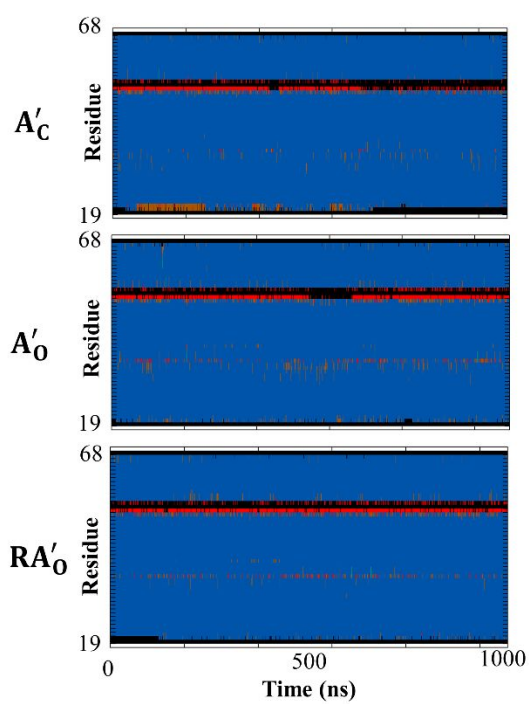 68
A′C
Residue
19
68
A′O
Residue
19
68
RA′O
Residue
19
0 500 1000
Time (ns)